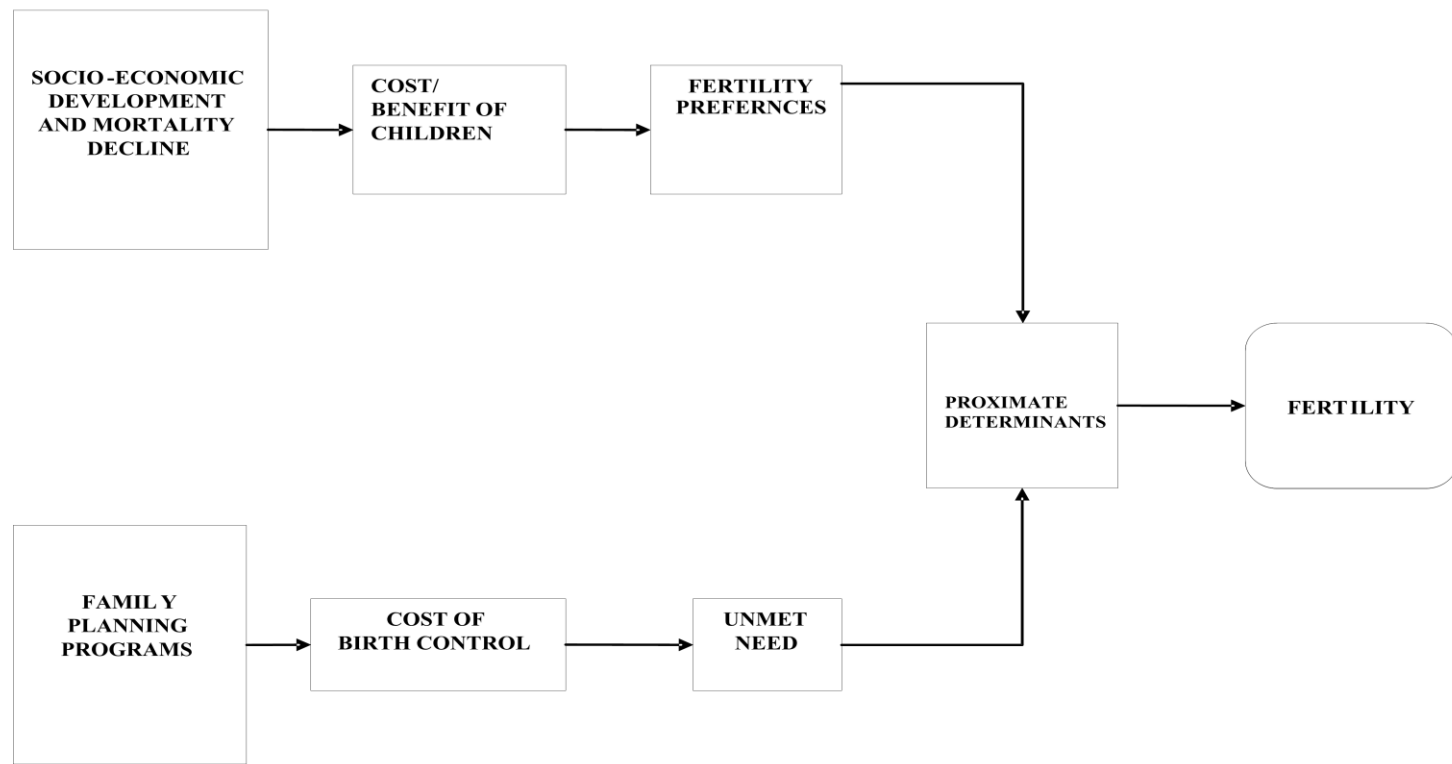 SOCIO-ECONOMIC
DEVELOPMENT
AND MORTALITY
DECLINE
COST/
BENEFIT OF
CHILDREN
FERTILITY
PREFERNCES
PROXIMATE
DETERMINANTS
FERTILITY
FAMILY
PLANNING
PROGRAMS
COST OF
BIRTH CONTROL
UNMET
NEED